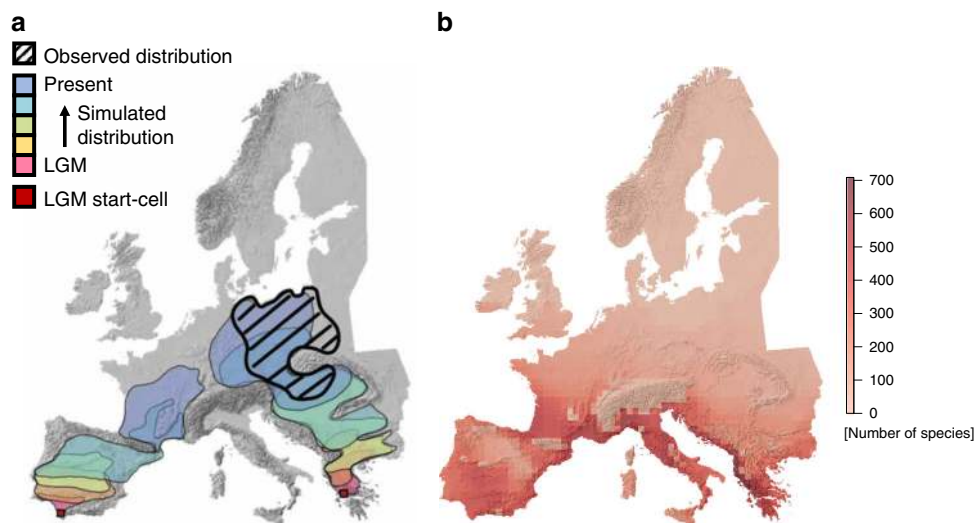 a
Observed distribution
Present
Simulated
distribution
LGM
LGM start-cell
b
700
600
500
400
300
200
100
0
[Number of species]